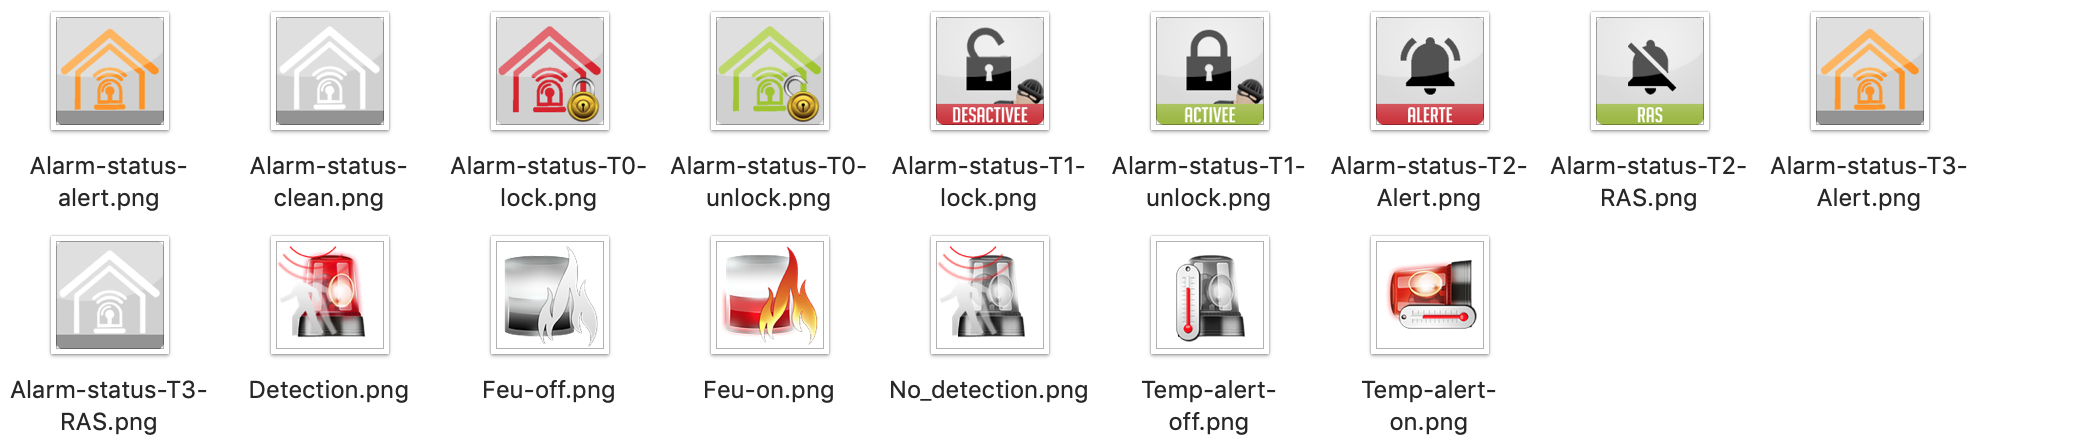 DESACTIVEE
ACTIVEE
ALERTE
RAS
Alarm-status-
alert.png
Alarm-status-
clean.png
Alarm-status-T0-
lock.png
Alarm-status-T0-
unlock.png
Alarm-status-T1-
lock.png
Alarm-status-T1-
unlock.png
Alarm-status-T2-
Alert.png
Alarm-status-T2-
RAS.png
Alarm-status-T3-
Alert.png
Alarm-status-T3-
RAS.png
Detection.png
Feu-off.png
Feu-on.png
No_detection.png
Temp-alert-
off.png
Temp-alert-
on.png